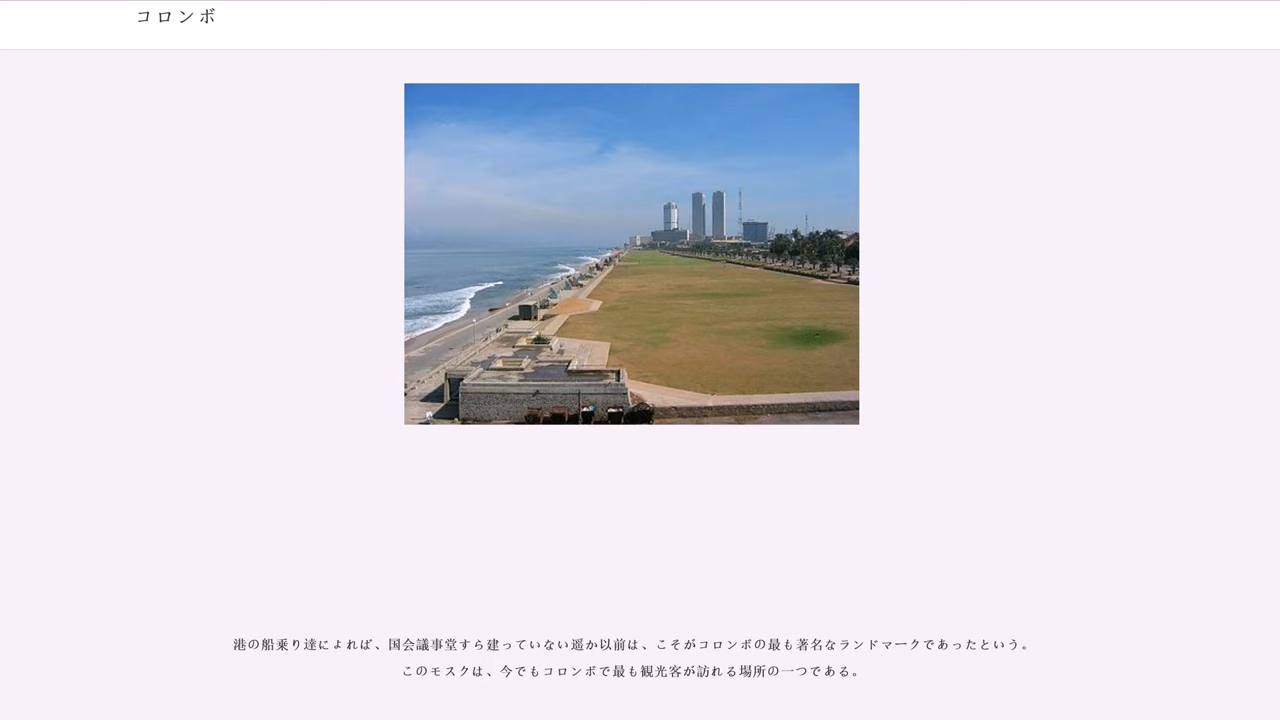 コロンボ
港の船乗り達によれば、国会議事堂すら建っていない遥か以前は、こそがコロンボの最も著名なランドマークであったという。
このモスクは、今でもコロンボで最も観光客が訪れる場所の一つである。